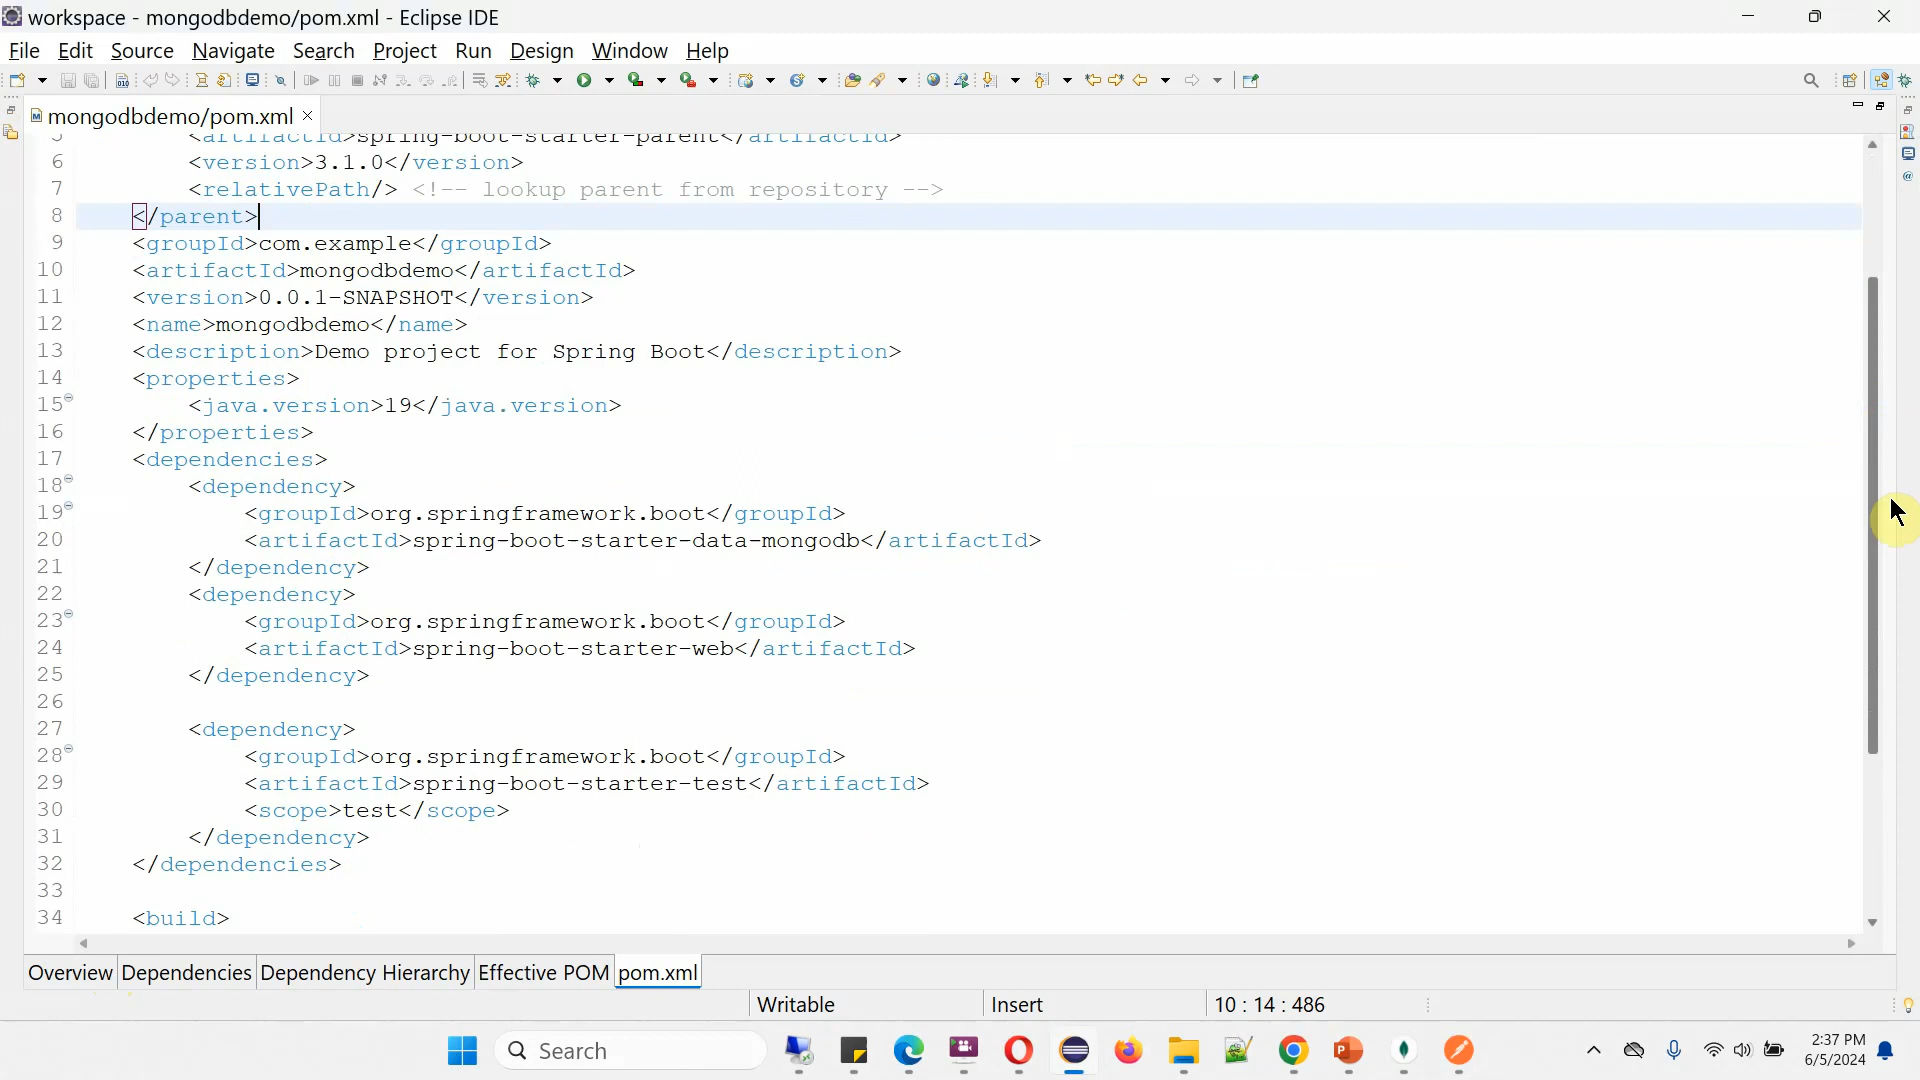 workspace - mongodbdemo/pom.xml - Eclipse IDE
File Edit Source Navigate Search Project Run Design Window Help
mongodbdemo/pom.xml
5 <artifactId>spring-boot-starter-parent</artifactId>
6 <version>3.1.0</version>
7 <relativePath/> <!-- lookup parent from repository -->
8 </parent>
9 <groupId>com.example</groupId>
10 <artifactId>mongodbdemo</artifactId>
11 <version>0.0.1-SNAPSHOT</version>
12 <name>mongodbdemo</name>
13 <description>Demo project for Spring Boot</description>
14 <properties>
15 <java.version>19</java.version>
16 </properties>
17 <dependencies>
18 <dependency>
19 <groupId>org.springframework.boot</groupId>
20 <artifactId>spring-boot-starter-data-mongodb</artifactId>
21 </dependency>
22 <dependency>
23 <groupId>org.springframework.boot</groupId>
24 <artifactId>spring-boot-starter-web</artifactId>
25 </dependency>
26
27 <dependency>
28 <groupId>org.springframework.boot</groupId>
29 <artifactId>spring-boot-starter-test</artifactId>
30 <scope>test</scope>
31 </dependency>
32 </dependencies>
33
34 <build>
Overview Dependencies Dependency Hierarchy Effective POM pom.xml
Writable Insert 10 : 14 : 486
Search
2:37 PM
6/5/2024